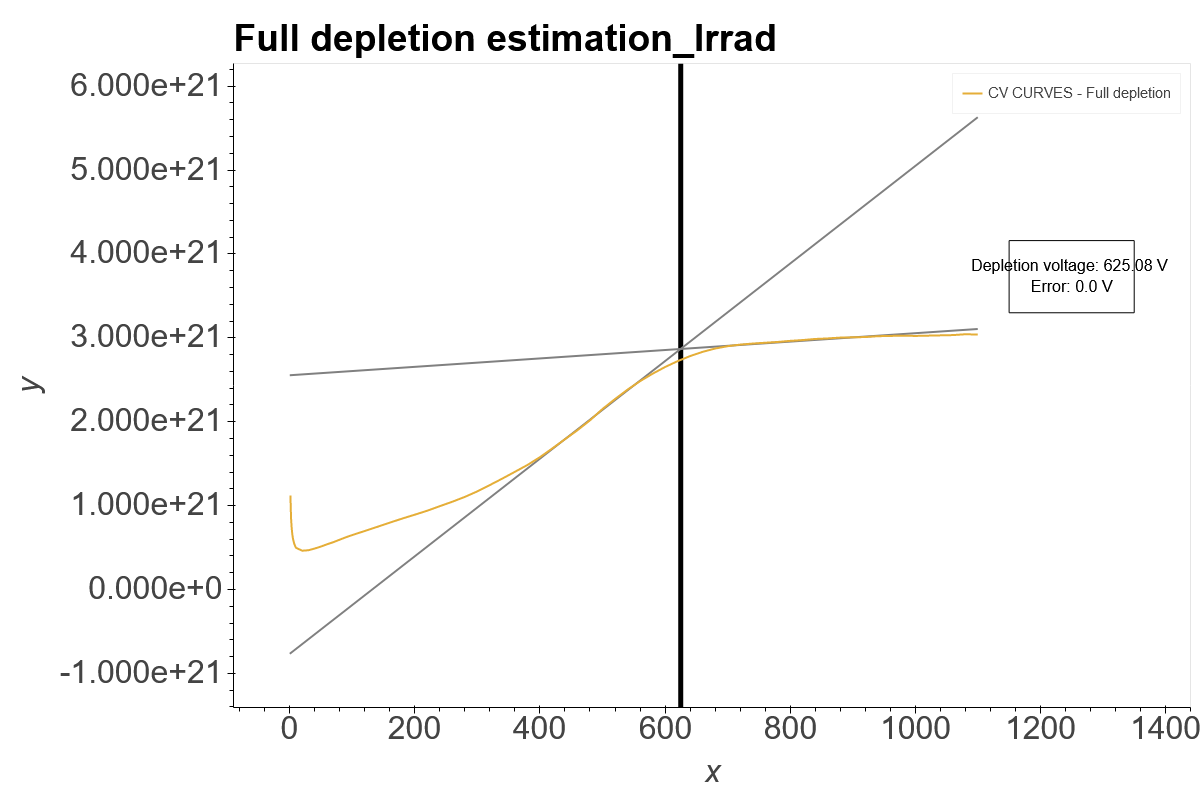 Full depletion estimation_Irrad
CV CURVES - Full depletion
6.000e+21
5.000e+21
4.000e+21
3.000e+21
2.000e+21
1.000e+21
0.000e+0
-1.000e+21
y
Depletion voltage: 625.08 V
Error: 0.0 V
0 200 400 600 800 1000 1200 1400
x